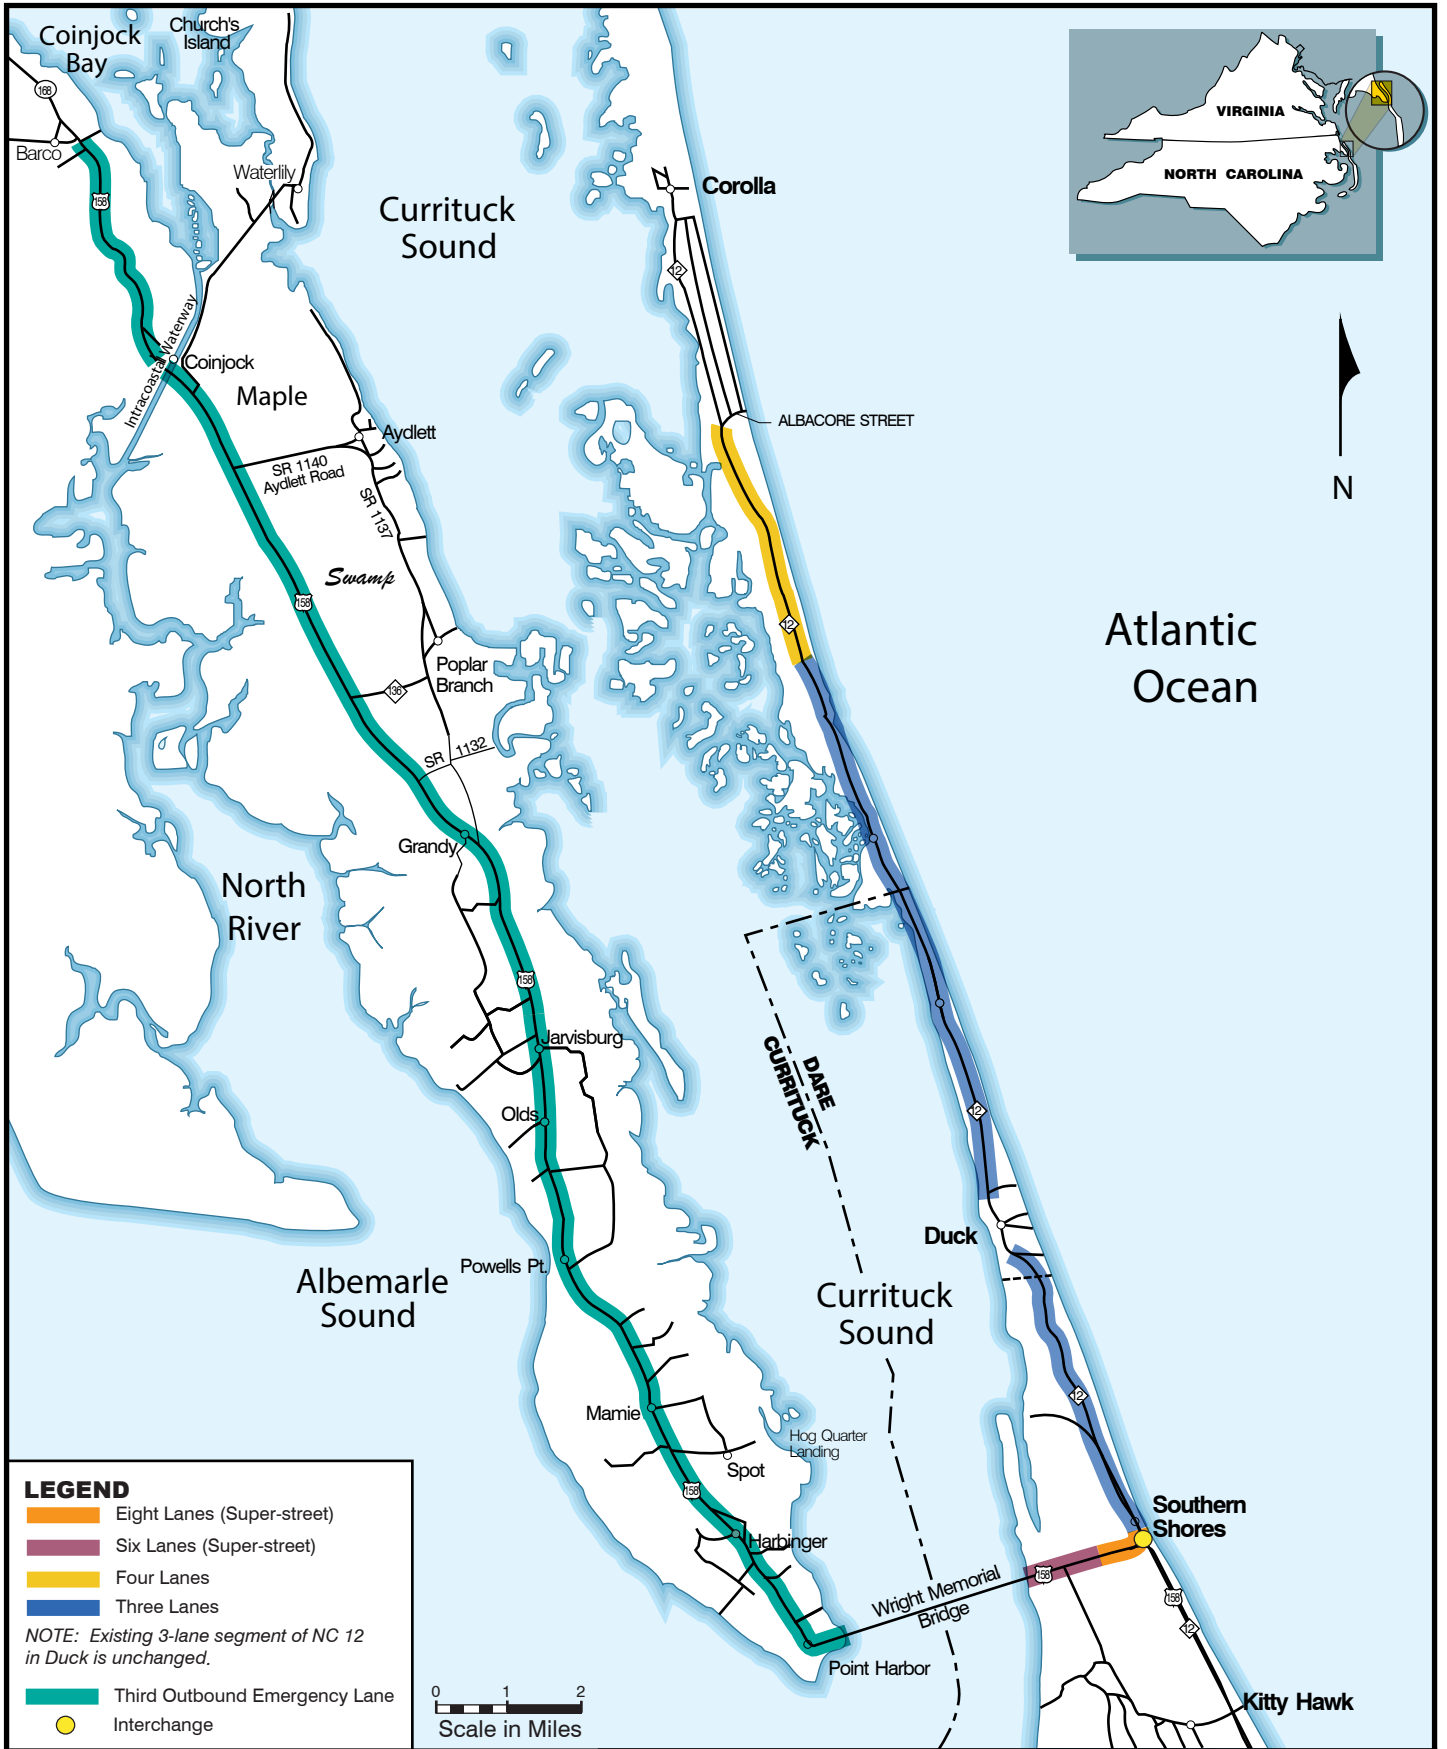 Coinjock
Bay
Church's
Island
168
Barco
158
Waterlily
Currituck
Sound
Corolla
12
VIRGINIA
NORTH CAROLINA
Intracoastal Waterway
Coinjock
Maple
Aydlett
SR 1140
Aydlett Road
SR 1137
ALBACORE STREET
N
Swamp
158
12
Atlantic
Ocean
Poplar
Branch
136
SR 1132
Grandy
North
River
158
Jarvisburg
DARE
CURRITUCK
Olds
12
Duck
Powells Pt.
Albemarle
Sound
Currituck
Sound
12
Mamie
Hog Quarter
Landing
Spot
158
Harbinger
Southern
Shores
158
Wright Memorial
Bridge
158
12
Point Harbor
Kitty Hawk
LEGEND
Eight Lanes (Super-street)
Six Lanes (Super-street)
Four Lanes
Three Lanes
NOTE: Existing 3-lane segment of NC 12
in Duck is unchanged.
Third Outbound Emergency Lane
Interchange
0 1 2
Scale in Miles